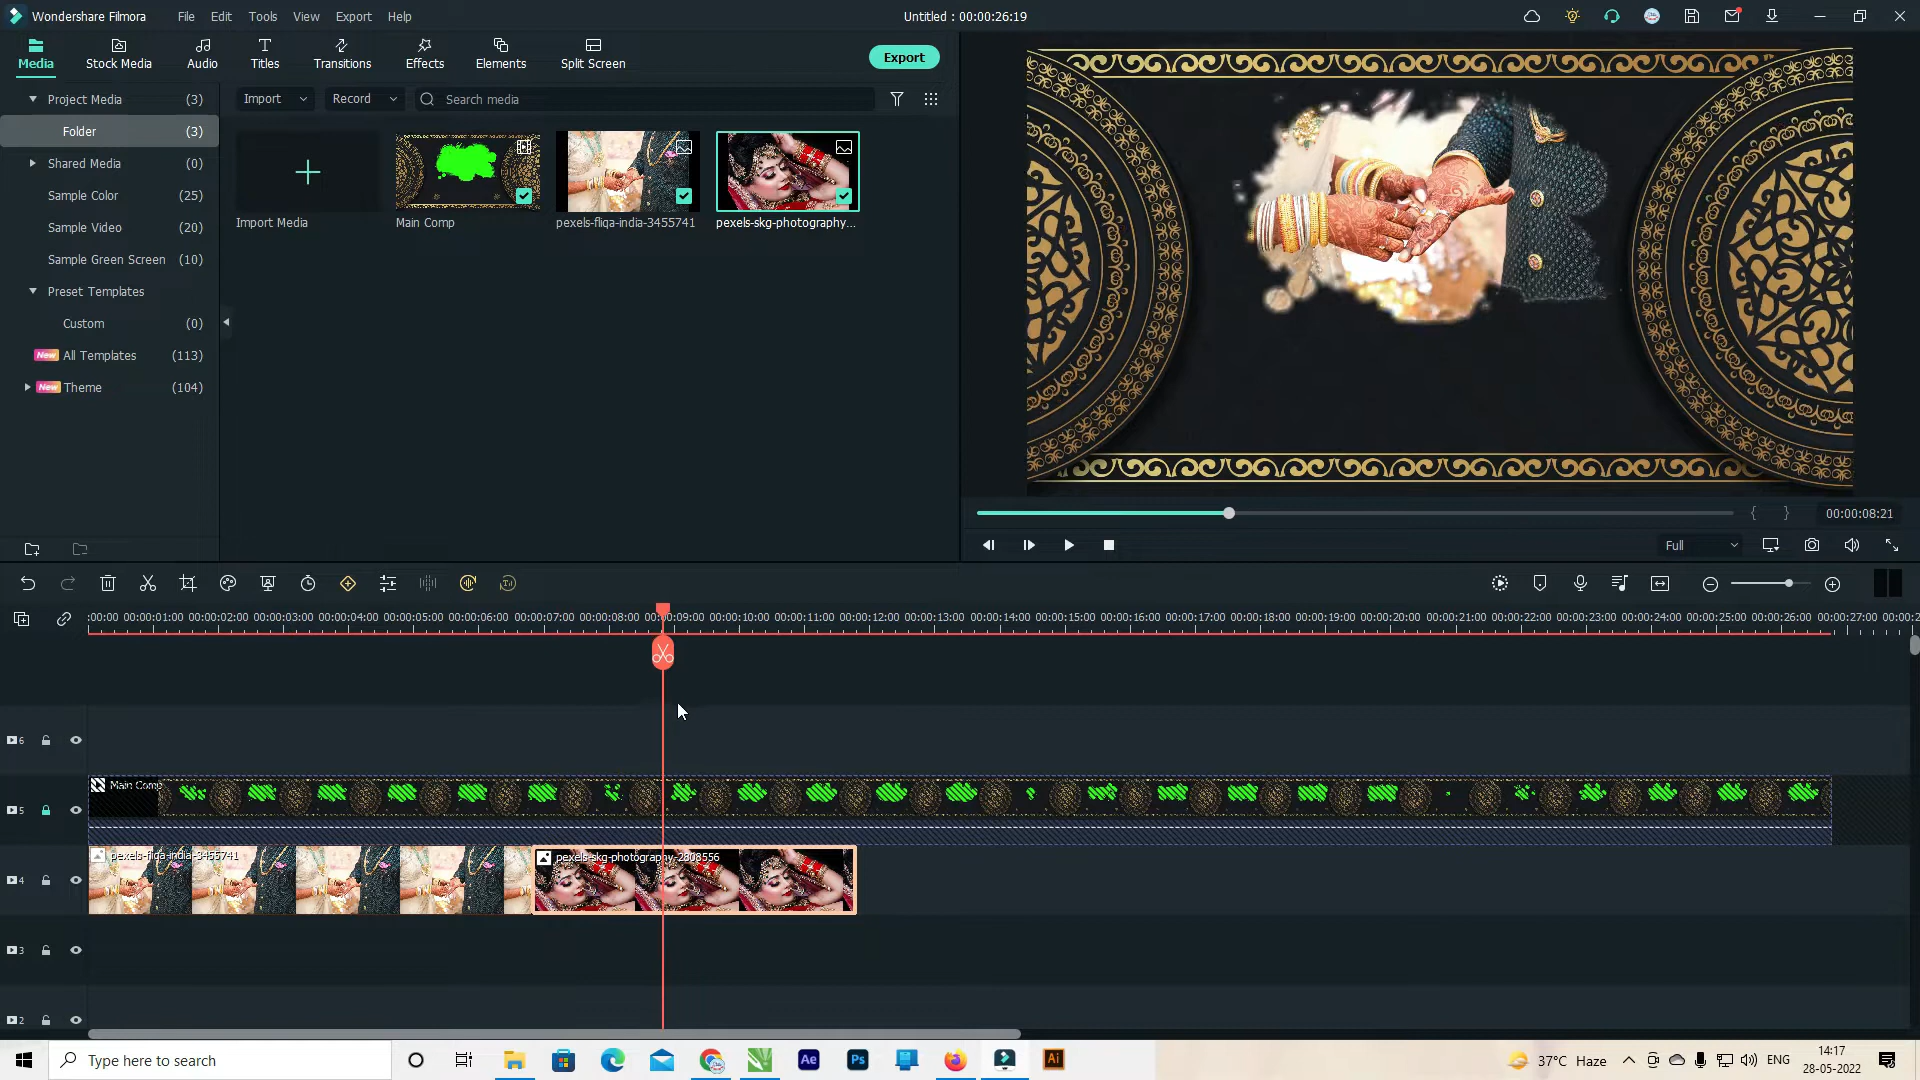 Wondershare Filmora
File Edit Tools View Export Help
Untitled : 00:00:26:19
Media Stock Media Audio Titles Transitions Effects Elements Split Screen
Export
Project Media (3)
Folder (3)
Shared Media (0)
Sample Color (25)
Sample Video (20)
Sample Green Screen (10)
Preset Templates
Custom (0)
New All Templates (113)
New Theme (104)
Import Record Search media
Import Media Main Comp pexels-fliqa-india-3455741 pexels-skg-photography...
00:00:08:21
Full
:00:00 00:00:01:00 00:00:02:00 00:00:03:00 00:00:04:00 00:00:05:00 00:00:06:00 00:00:07:00 00:00:08:00 00:00:09:00 00:00:10:00 00:00:11:00 00:00:12:00 00:00:13:00 00:00:14:00 00:00:15:00 00:00:16:00 00:00:17:00 00:00:18:00 00:00:19:00 00:00:20:00 00:00:21:00 00:00:22:00 00:00:23:00 00:00:24:00 00:00:25:00 00:00:26:00 00:00:27:00 00:00:2
6
5
Main Comp
4
pexels-fliqa-india-3455741
pexels-skg-photography-2808556
3
2
Type here to search
Ae Ps Ai
37°C Haze
ENG
14:17
28-05-2022